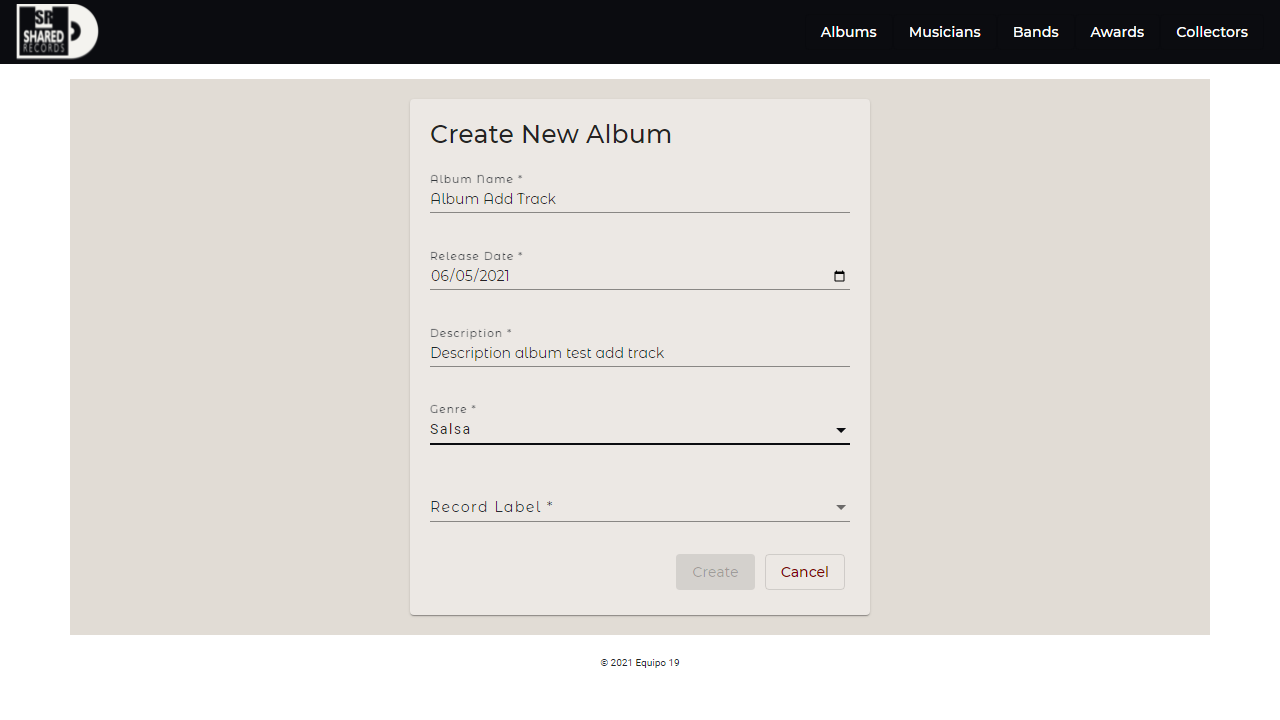 SR
SHARED
RECORDS
Albums
Musicians
Bands
Awards
Collectors
Create New Album
Album Name *
Album Add Track
Release Date *
06/05/2021
Description *
Description album test add track
Genre *
Salsa
Record Label *
Create
Cancel
© 2021 Equipo 19